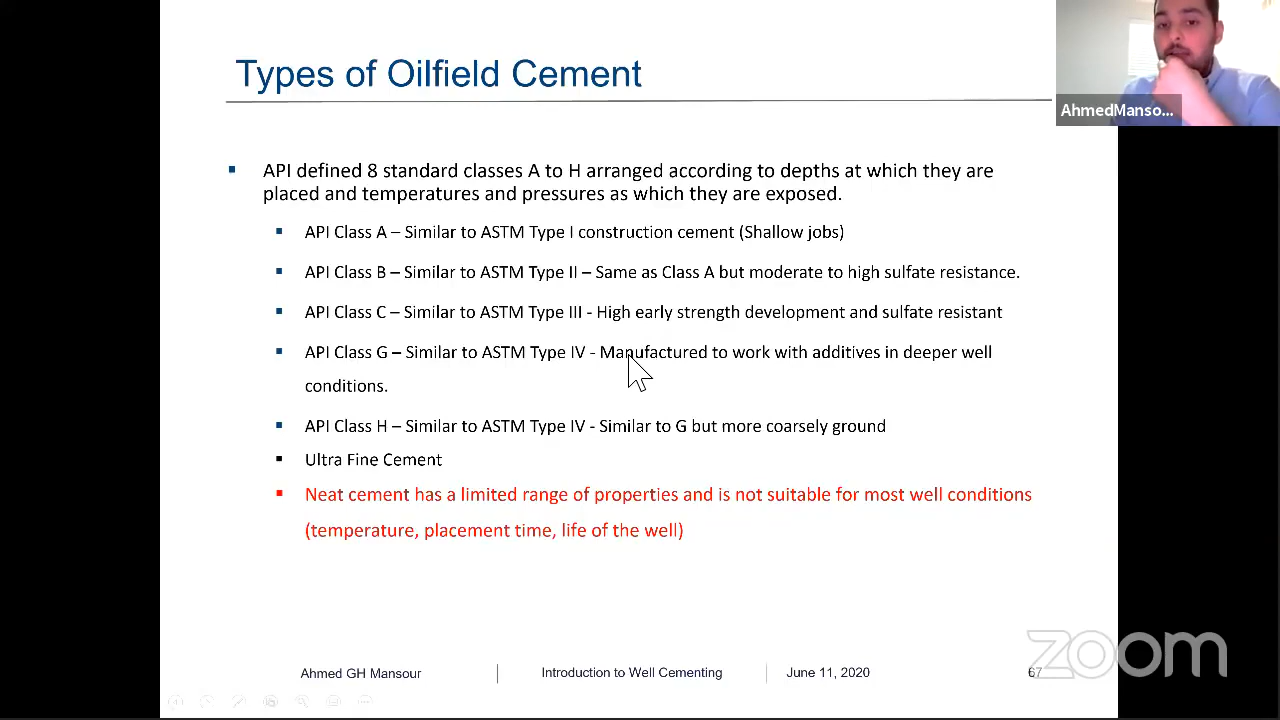 Types of Oilfield Cement
AhmedManso...
API defined 8 standard classes A to H arranged according to depths at which they are
placed and temperatures and pressures as which they are exposed.
API Class A – Similar to ASTM Type I construction cement (Shallow jobs)
API Class B – Similar to ASTM Type II – Same as Class A but moderate to high sulfate resistance.
API Class C – Similar to ASTM Type III - High early strength development and sulfate resistant
API Class G – Similar to ASTM Type IV - Manufactured to work with additives in deeper well
conditions.
API Class H – Similar to ASTM Type IV - Similar to G but more coarsely ground
Ultra Fine Cement
Neat cement has a limited range of properties and is not suitable for most well conditions
(temperature, placement time, life of the well)
Ahmed GH Mansour
Introduction to Well Cementing
June 11, 2020
67
zoom